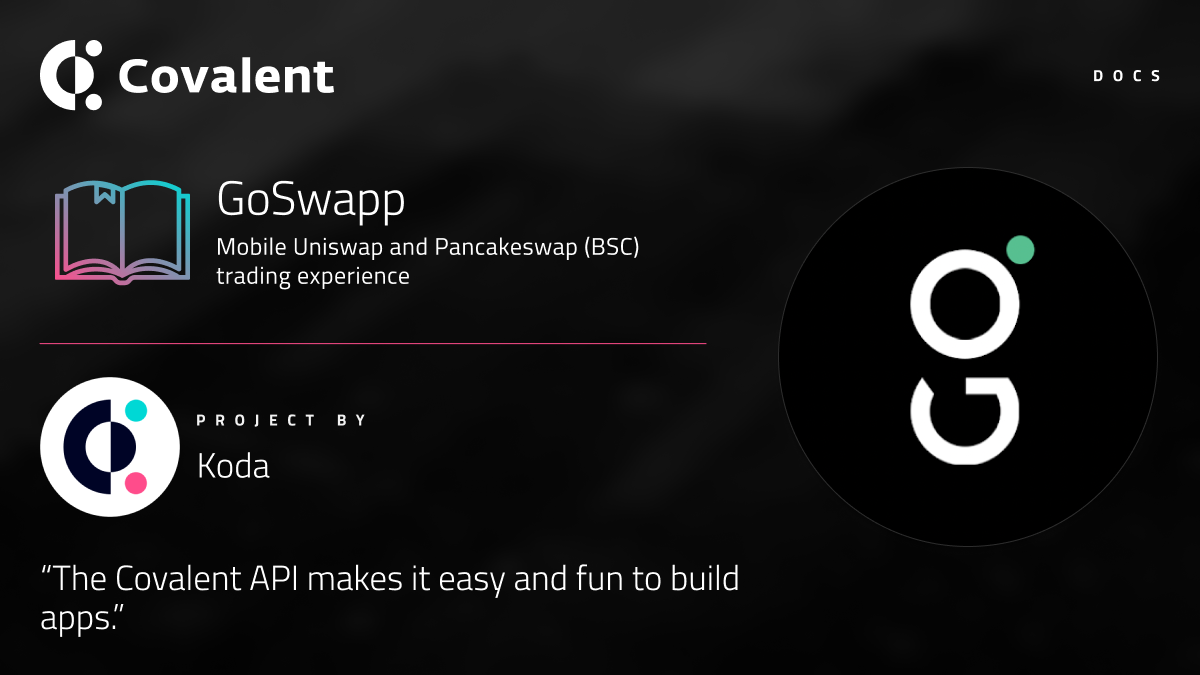 Covalent
DOCS
GoSwapp
Mobile Uniswap and Pancakeswap (BSC)
trading experience
PROJECT BY
Koda
“The Covalent API makes it easy and fun to build
apps.”
GO